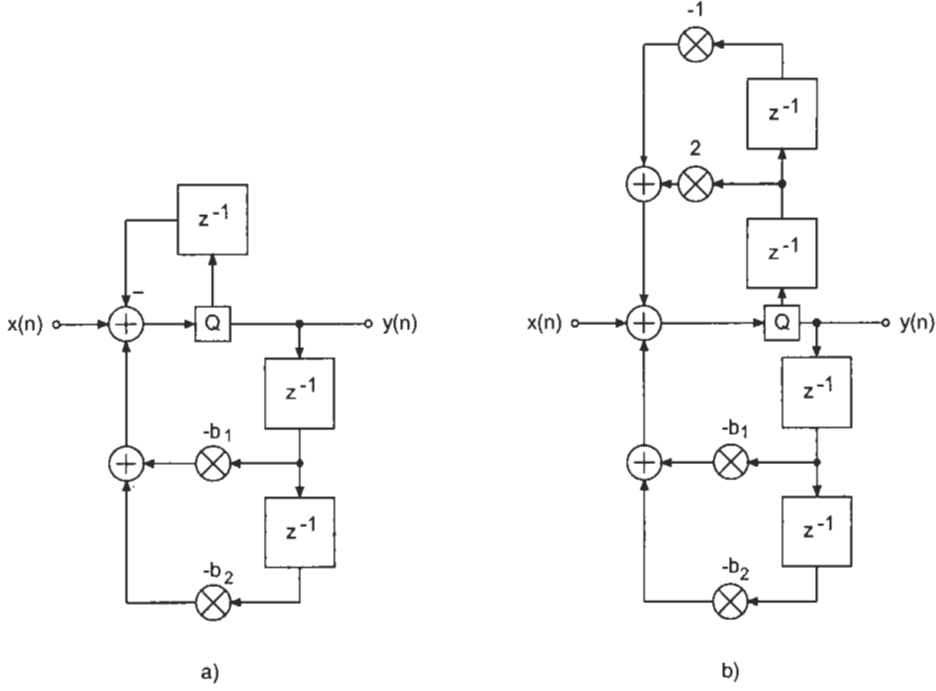 z⁻¹
–
x(n)
Q
y(n)
z⁻¹
-b₁
z⁻¹
-b₂
a)
-1
z⁻¹
2
z⁻¹
x(n)
Q
y(n)
z⁻¹
-b₁
z⁻¹
-b₂
b)